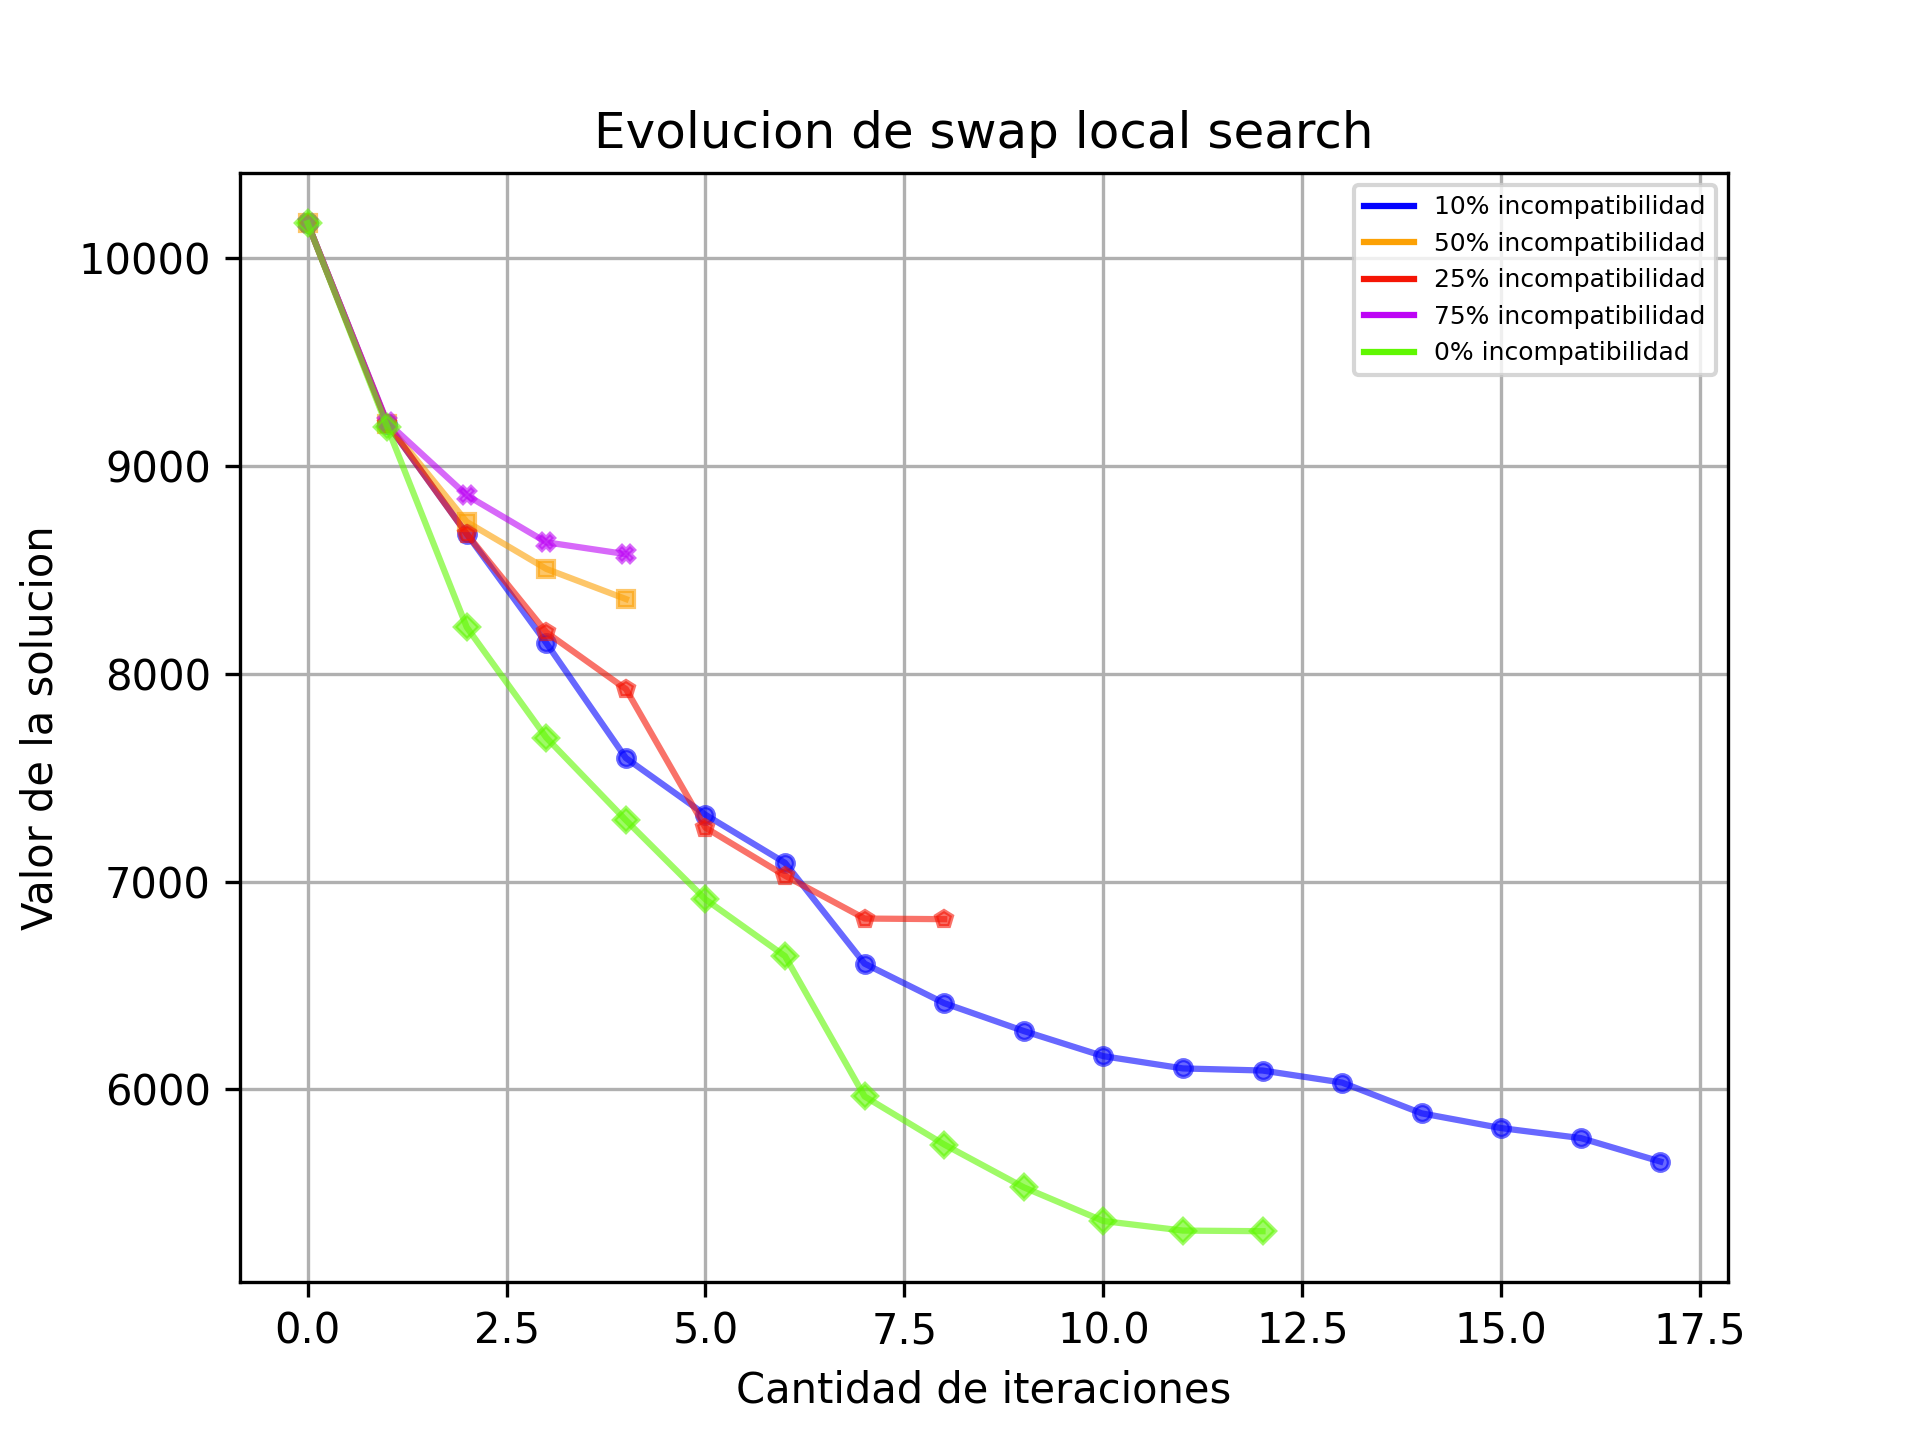 Evolucion de swap local search
10% incompatibilidad
50% incompatibilidad
25% incompatibilidad
75% incompatibilidad
0% incompatibilidad
Valor de la solucion
10000
9000
8000
7000
6000
0.0 2.5 5.0 7.5 10.0 12.5 15.0 17.5
Cantidad de iteraciones